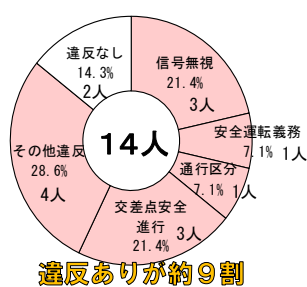 違反なし
14.3%
2人
信号無視
21.4%
3人
安全運転義務
7.1% 1人
通行区分
7.1% 1人
交差点安全
進行
21.4% 3人
その他違反
28.6%
4人
14人
違反ありが約9割